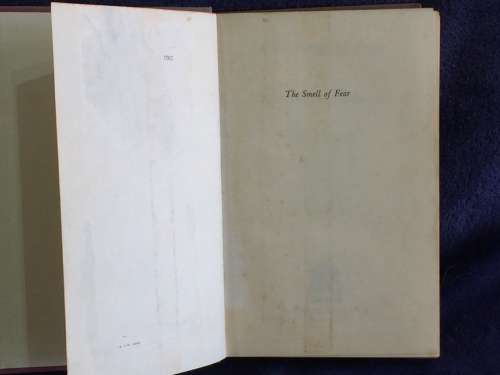 The Smell of Fear